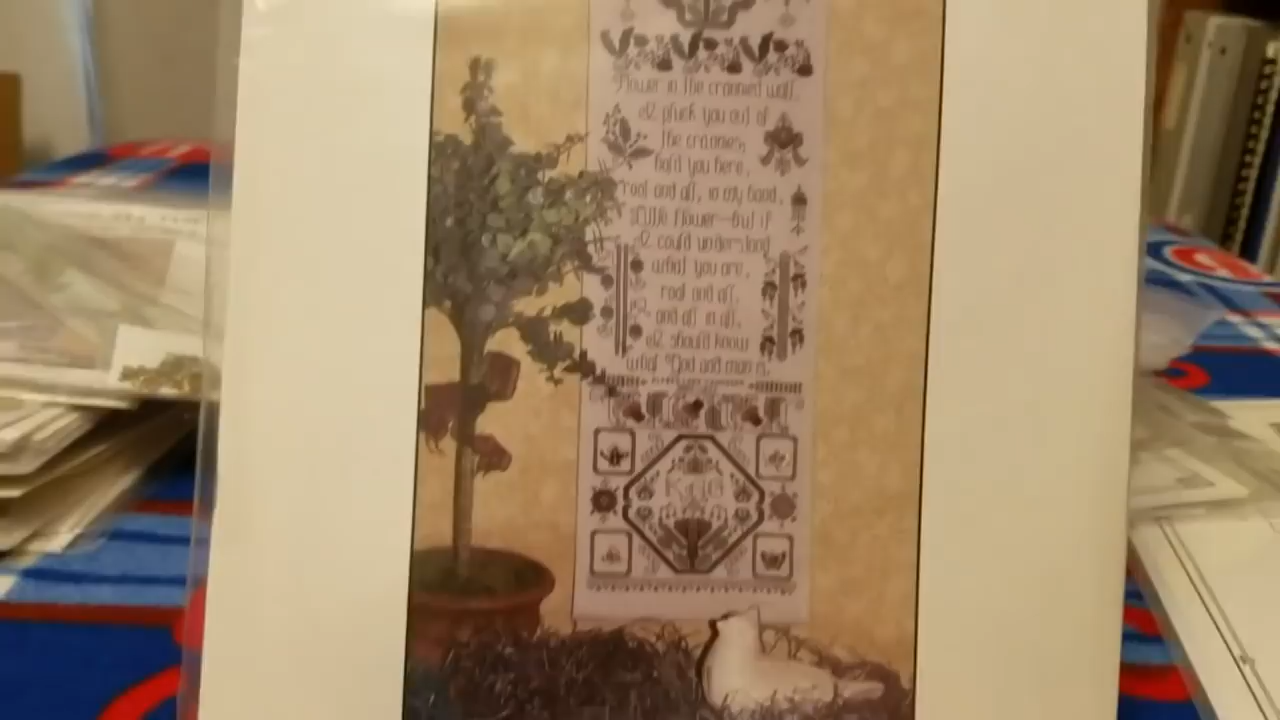 Flower in the crannied wall,
I pluck you out of
the crannies,
hold you here,
root and all, in my hand,
Little flower—but if
I could understand
what you are,
root and all,
and all in all,
I should know
what God and man is.